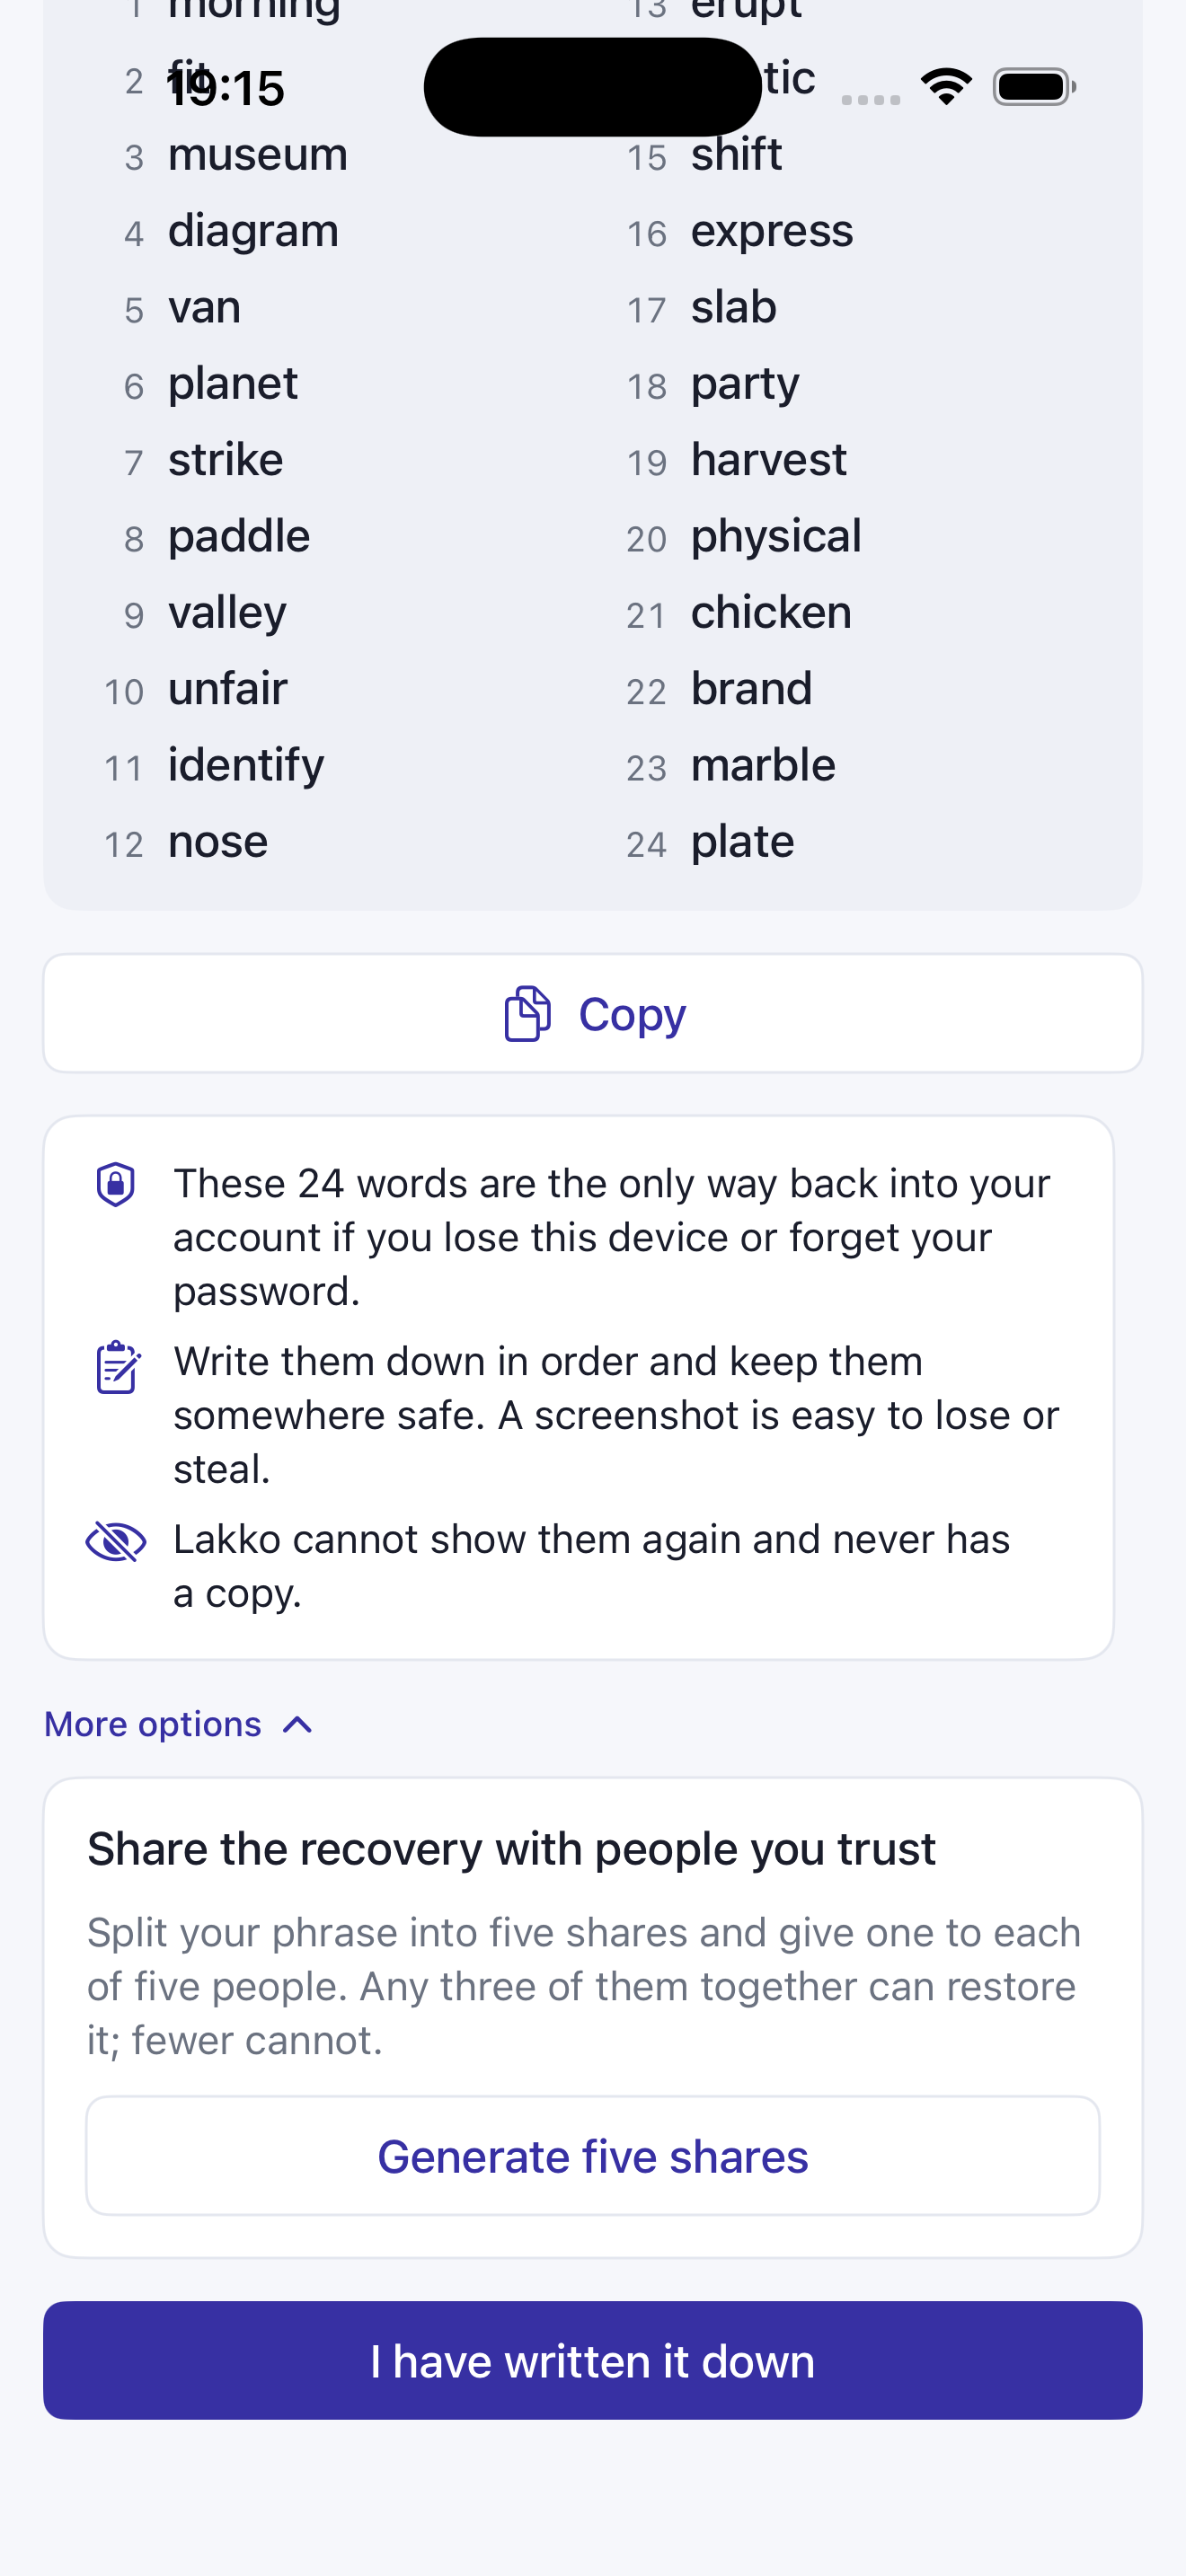 1 morning
13 erupt
2 fit
19:15
tic
3 museum
15 shift
4 diagram
16 express
5 van
17 slab
6 planet
18 party
7 strike
19 harvest
8 paddle
20 physical
9 valley
21 chicken
10 unfair
22 brand
11 identify
23 marble
12 nose
24 plate
Copy
These 24 words are the only way back into your
account if you lose this device or forget your
password.
Write them down in order and keep them
somewhere safe. A screenshot is easy to lose or
steal.
Lakko cannot show them again and never has
a copy.
More options
Share the recovery with people you trust
Split your phrase into five shares and give one to each
of five people. Any three of them together can restore
it; fewer cannot.
Generate five shares
I have written it down